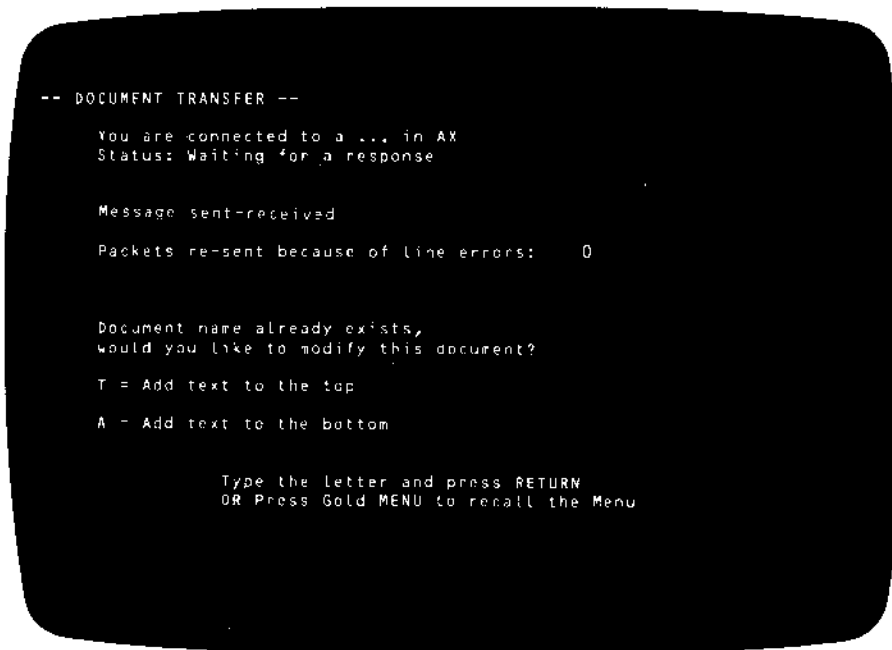 -- DOCUMENT TRANSFER --
You are connected to a ... in AX
Status: Waiting for a response
Message sent-received
Packets re-sent because of line errors: 0
Document name already exists,
would you like to modify this document?
T = Add text to the top
A = Add text to the bottom
Type the letter and press RETURN
OR Press Gold MENU to recall the Menu